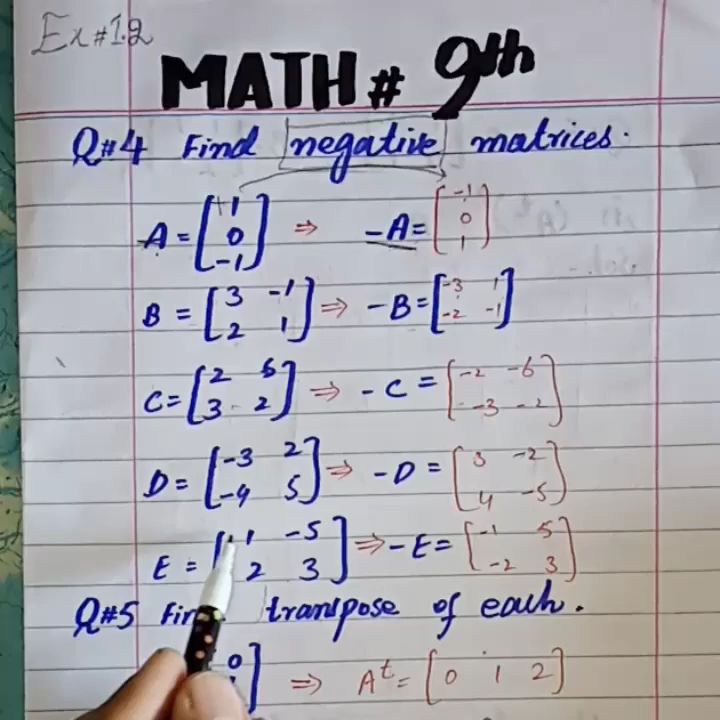 Ex#1.2
MATH # 9th
Q#4 Find negative matrices.
A = [+1 0 -1] ⇒ -A = [-1 0 1]
B = [3 -1 2 1] ⇒ -B = [-3 1 -2 -1]
C = [2 6 3 2] ⇒ -C = [-2 -6 -3 -2]
D = [-3 2 -4 5] ⇒ -D = [3 -2 4 -5]
E = [+1 -5 2 3] ⇒ -E = [-1 5 -2 3]
Q#5 transpose of each.
0 ⇒ Aᵗ = [0 1 2]